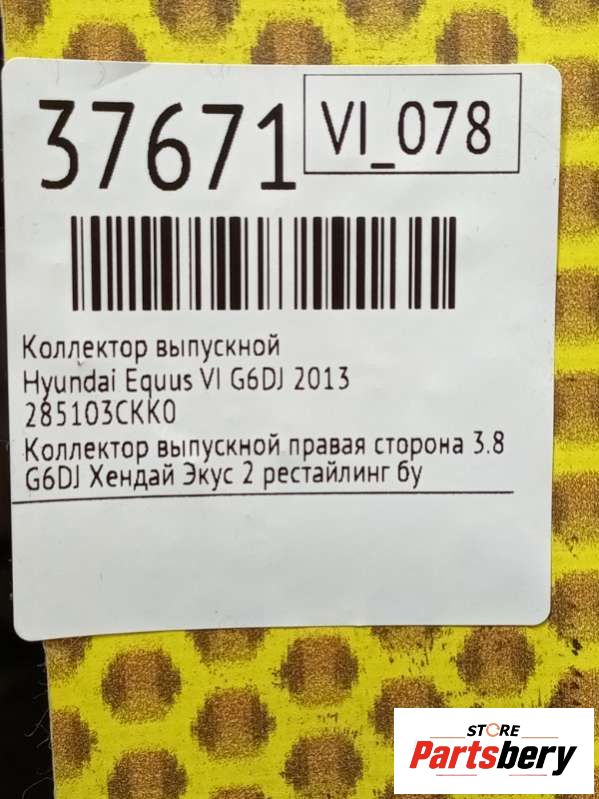 37671
VI_078
Коллектор выпускной
Hyundai Equus VI G6DJ 2013
285103CKK0
Коллектор выпускной правая сторона 3.8
G6DJ Хендай Экус 2 рестайлинг бу
STORE
Partsbery